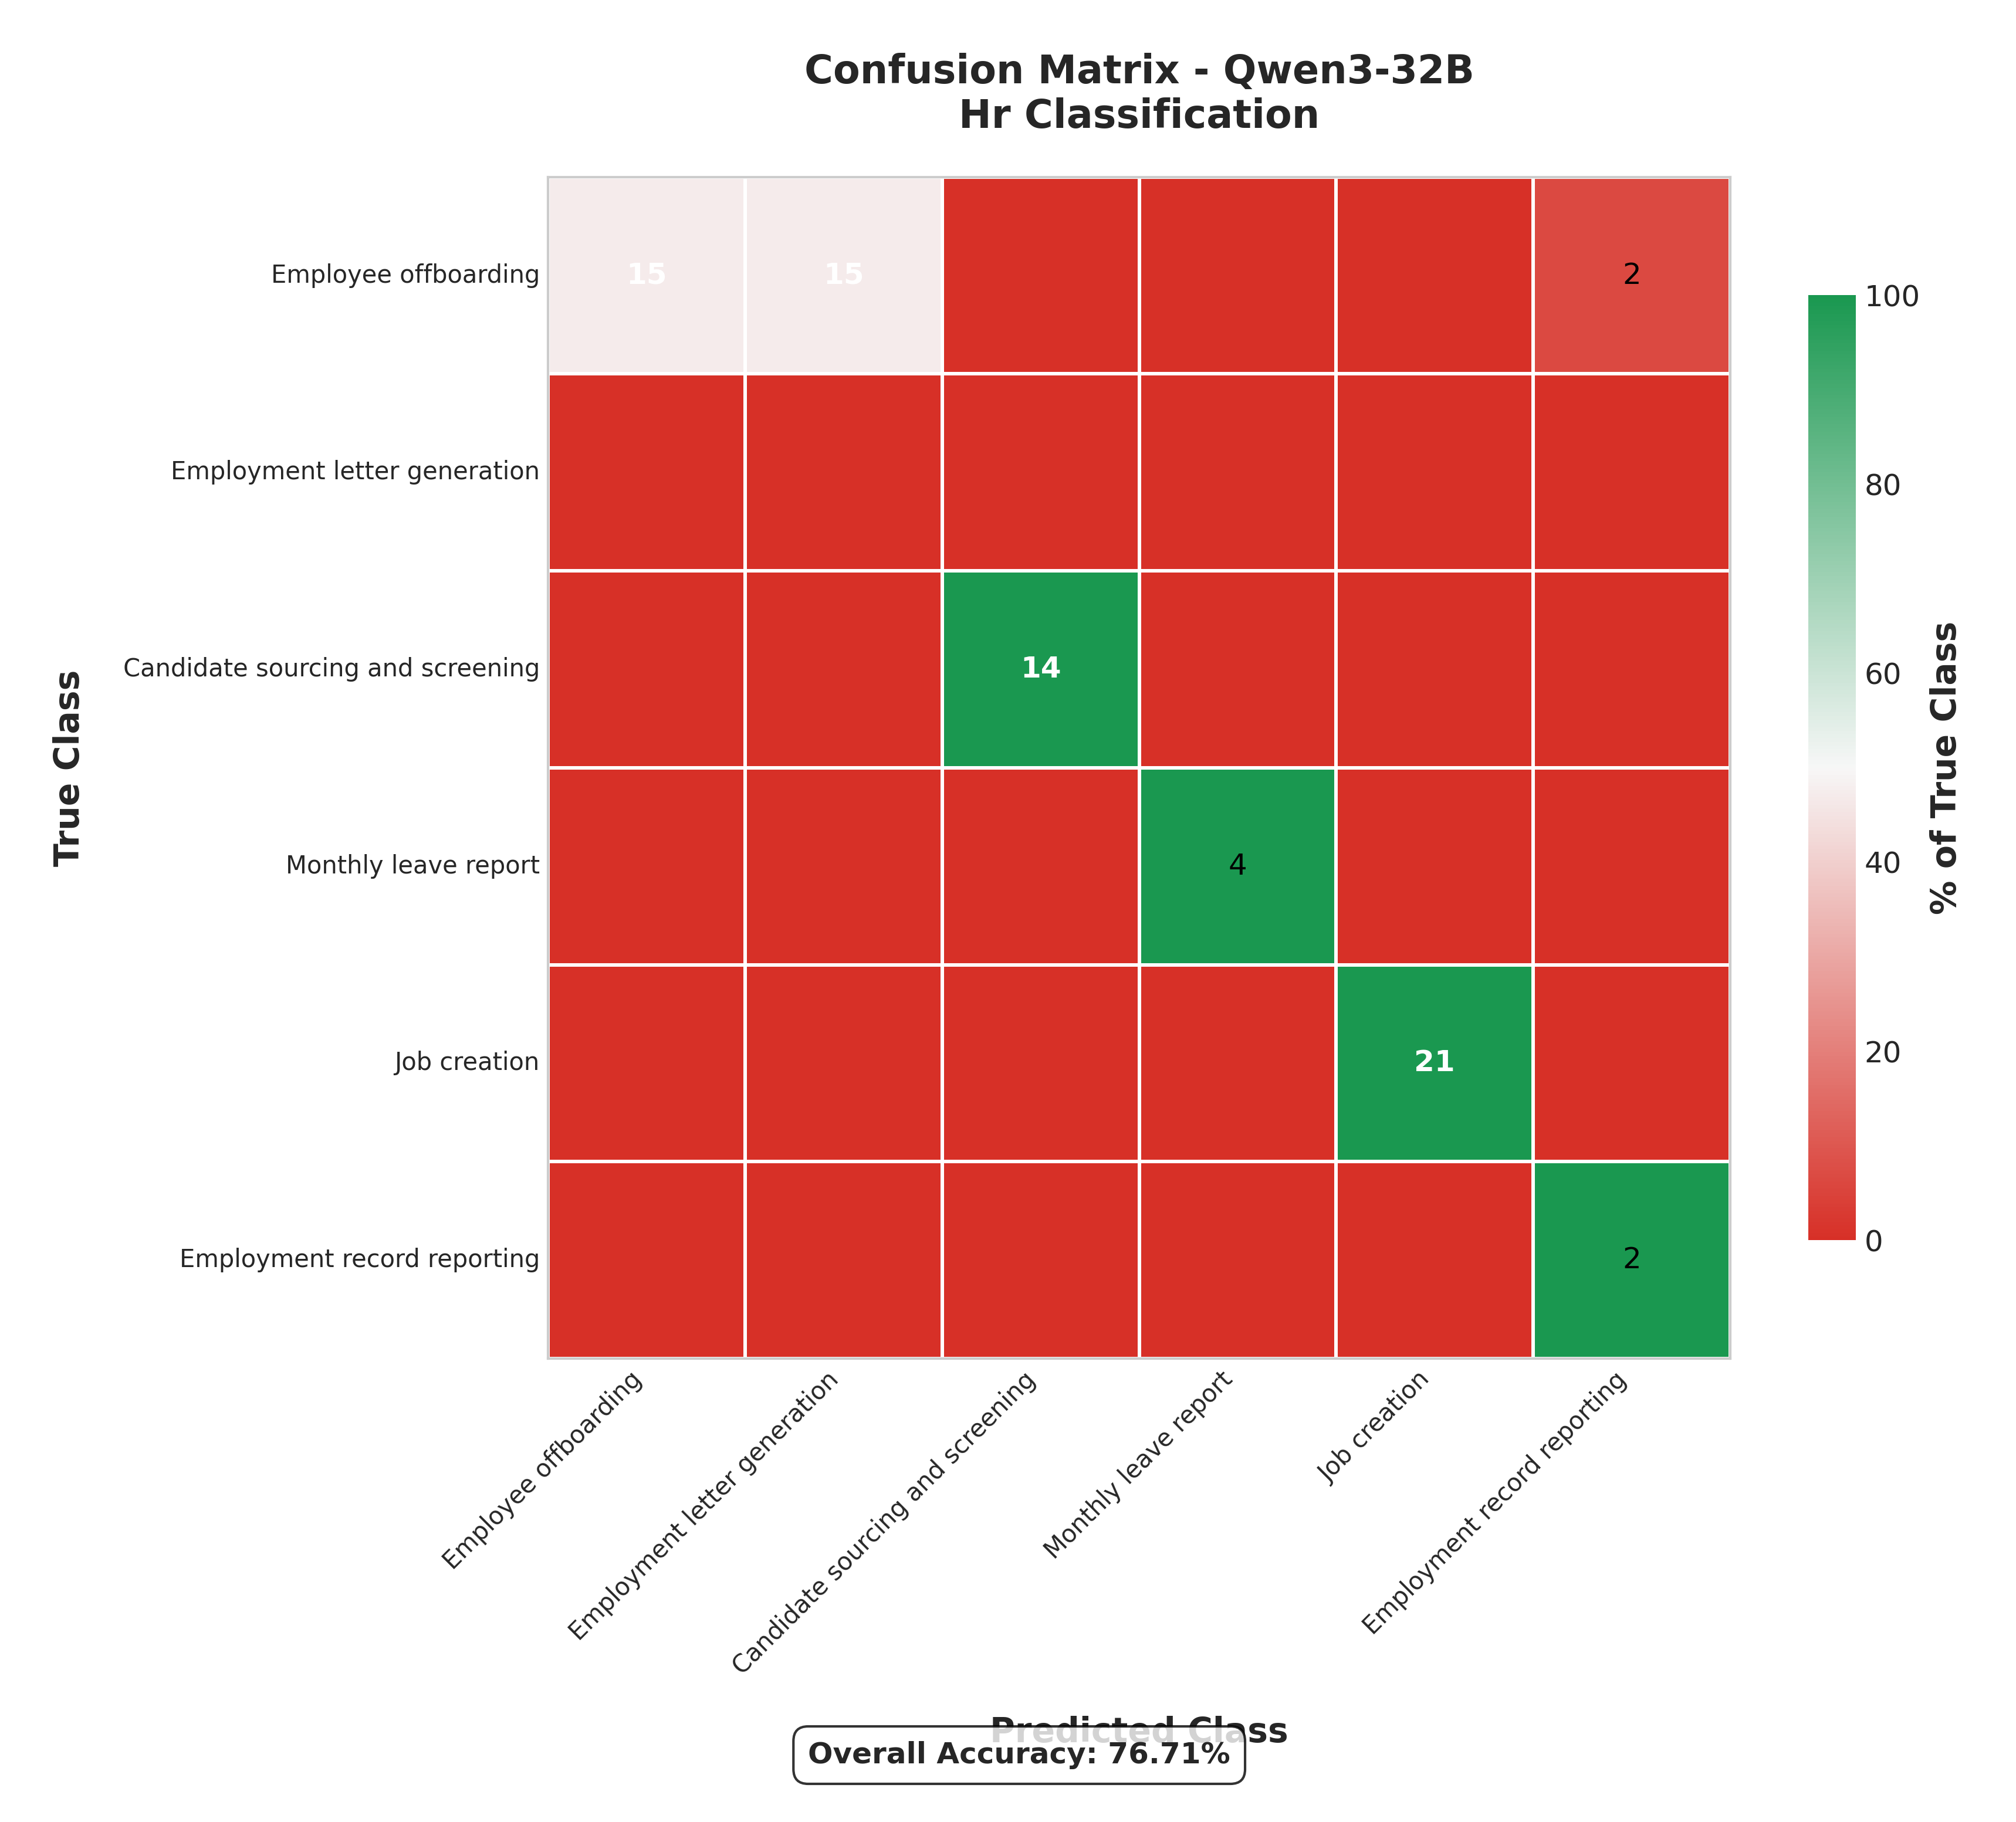 Confusion Matrix - Qwen3-32B
Hr Classification
True Class
Employee offboarding
15 15 2
Employment letter generation
Candidate sourcing and screening
14
Monthly leave report
4
Job creation
21
Employment record reporting
2
100
80
60
40
20
0
% of True Class
Employee offboarding
Employment letter generation
Candidate sourcing and screening
Monthly leave report
Job creation
Employment record reporting
Predicted Class
Overall Accuracy: 76.71%